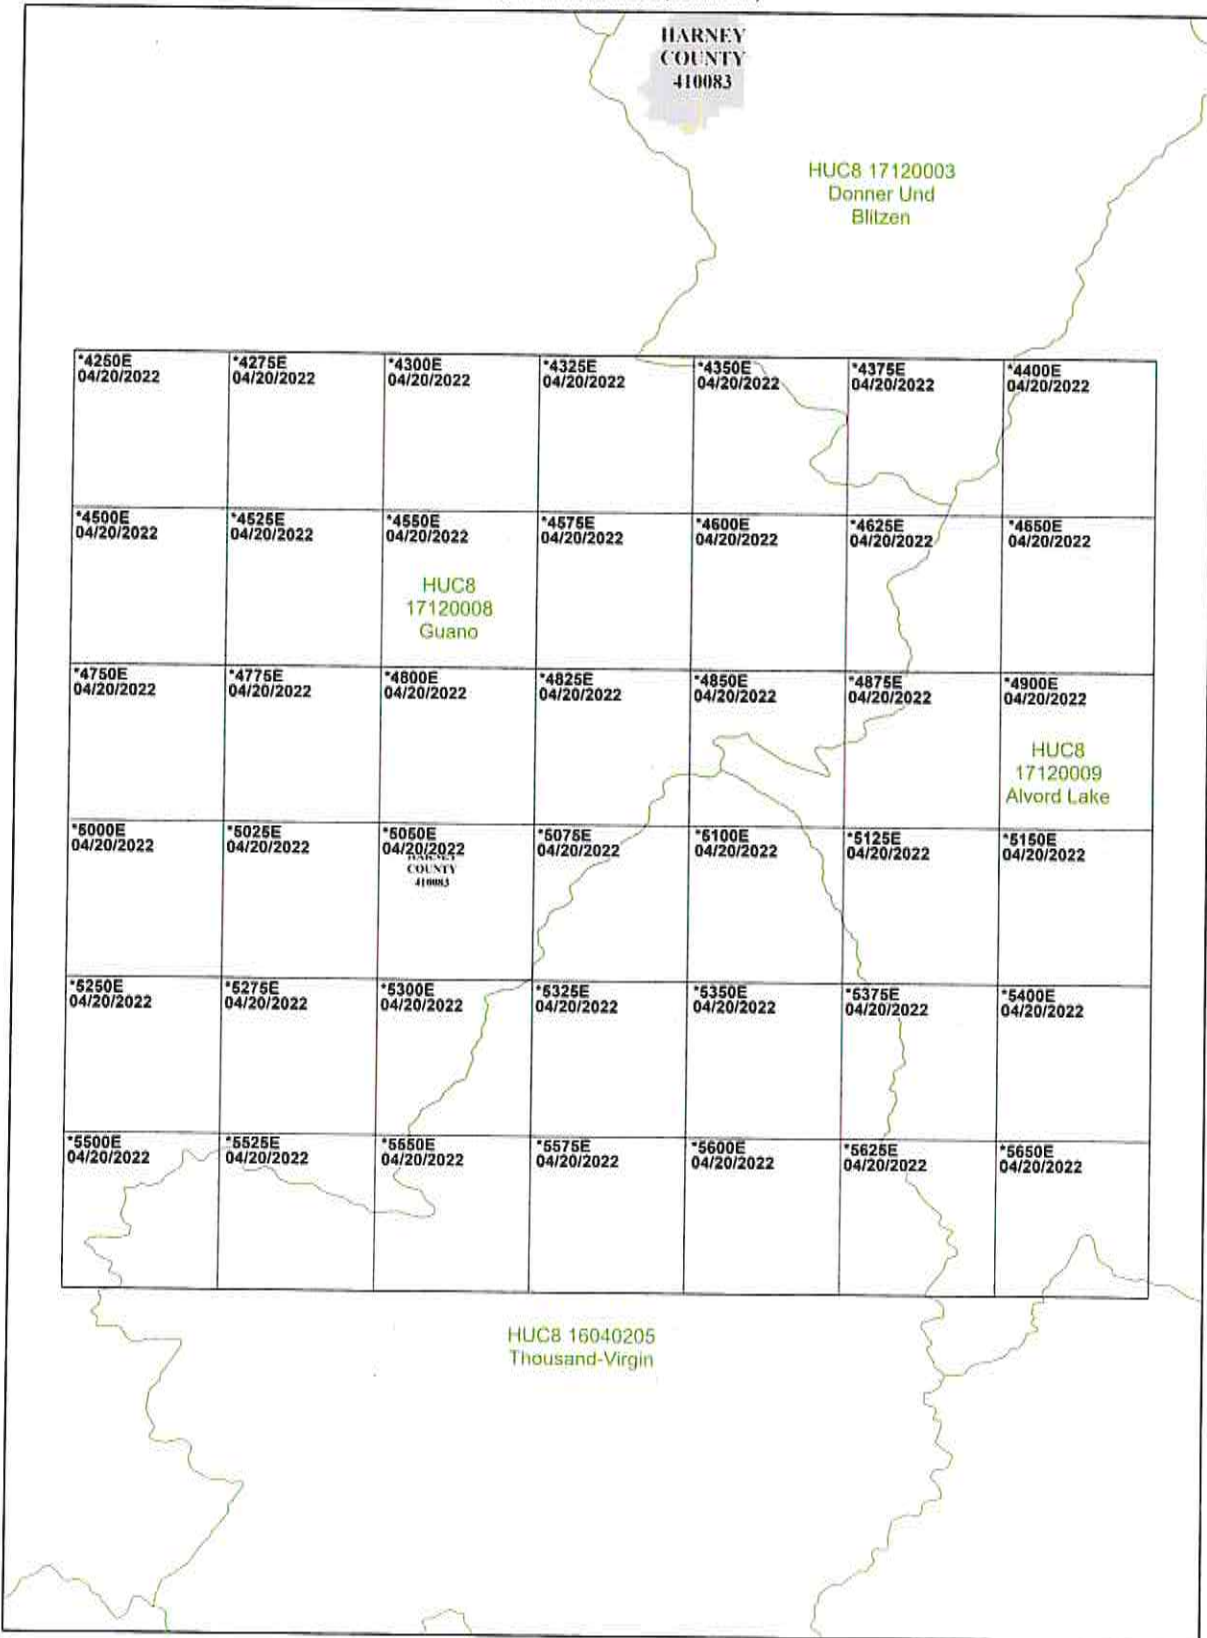 HARNEY
COUNTY
410083
HUC8 17120003
Donner Und
Blitzen
*4250E
04/20/2022
*4275E
04/20/2022
*4300E
04/20/2022
*4325E
04/20/2022
*4350E
04/20/2022
*4375E
04/20/2022
*4400E
04/20/2022
*4500E
04/20/2022
*4525E
04/20/2022
*4550E
04/20/2022
*4575E
04/20/2022
*4600E
04/20/2022
*4625E
04/20/2022
*4650E
04/20/2022
HUC8
17120008
Guano
*4750E
04/20/2022
*4775E
04/20/2022
*4800E
04/20/2022
*4825E
04/20/2022
*4850E
04/20/2022
*4875E
04/20/2022
*4900E
04/20/2022
HUC8
17120009
Alvord Lake
*5000E
04/20/2022
*5025E
04/20/2022
*5050E
04/20/2022
HARNEY
COUNTY
410083
*5075E
04/20/2022
*5100E
04/20/2022
*5125E
04/20/2022
*5150E
04/20/2022
*5250E
04/20/2022
*5275E
04/20/2022
*5300E
04/20/2022
*5325E
04/20/2022
*5350E
04/20/2022
*5375E
04/20/2022
*5400E
04/20/2022
*5500E
04/20/2022
*5525E
04/20/2022
*5550E
04/20/2022
*5575E
04/20/2022
*5600E
04/20/2022
*5625E
04/20/2022
*5650E
04/20/2022
HUC8 16040205
Thousand-Virgin